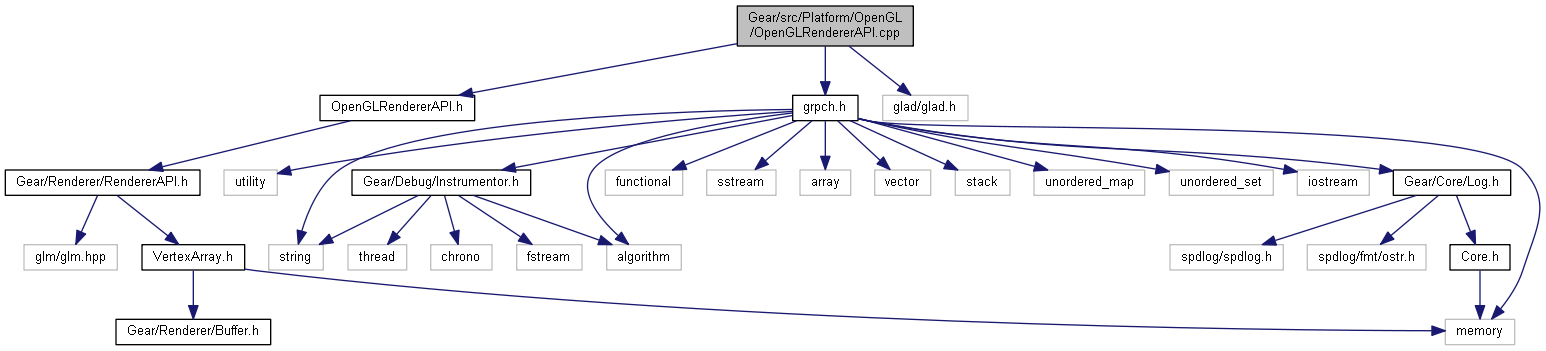 Gear/src/Platform/OpenGL
/OpenGLRendererAPI.cpp
OpenGLRendererAPI.h
grpch.h
glad/glad.h
Gear/Renderer/RendererAPI.h
utility
Gear/Debug/Instrumentor.h
functional
sstream
array
vector
stack
unordered_map
unordered_set
iostream
Gear/Core/Log.h
glm/glm.hpp
VertexArray.h
string
thread
chrono
fstream
algorithm
spdlog/spdlog.h
spdlog/fmt/ostr.h
Core.h
Gear/Renderer/Buffer.h
memory